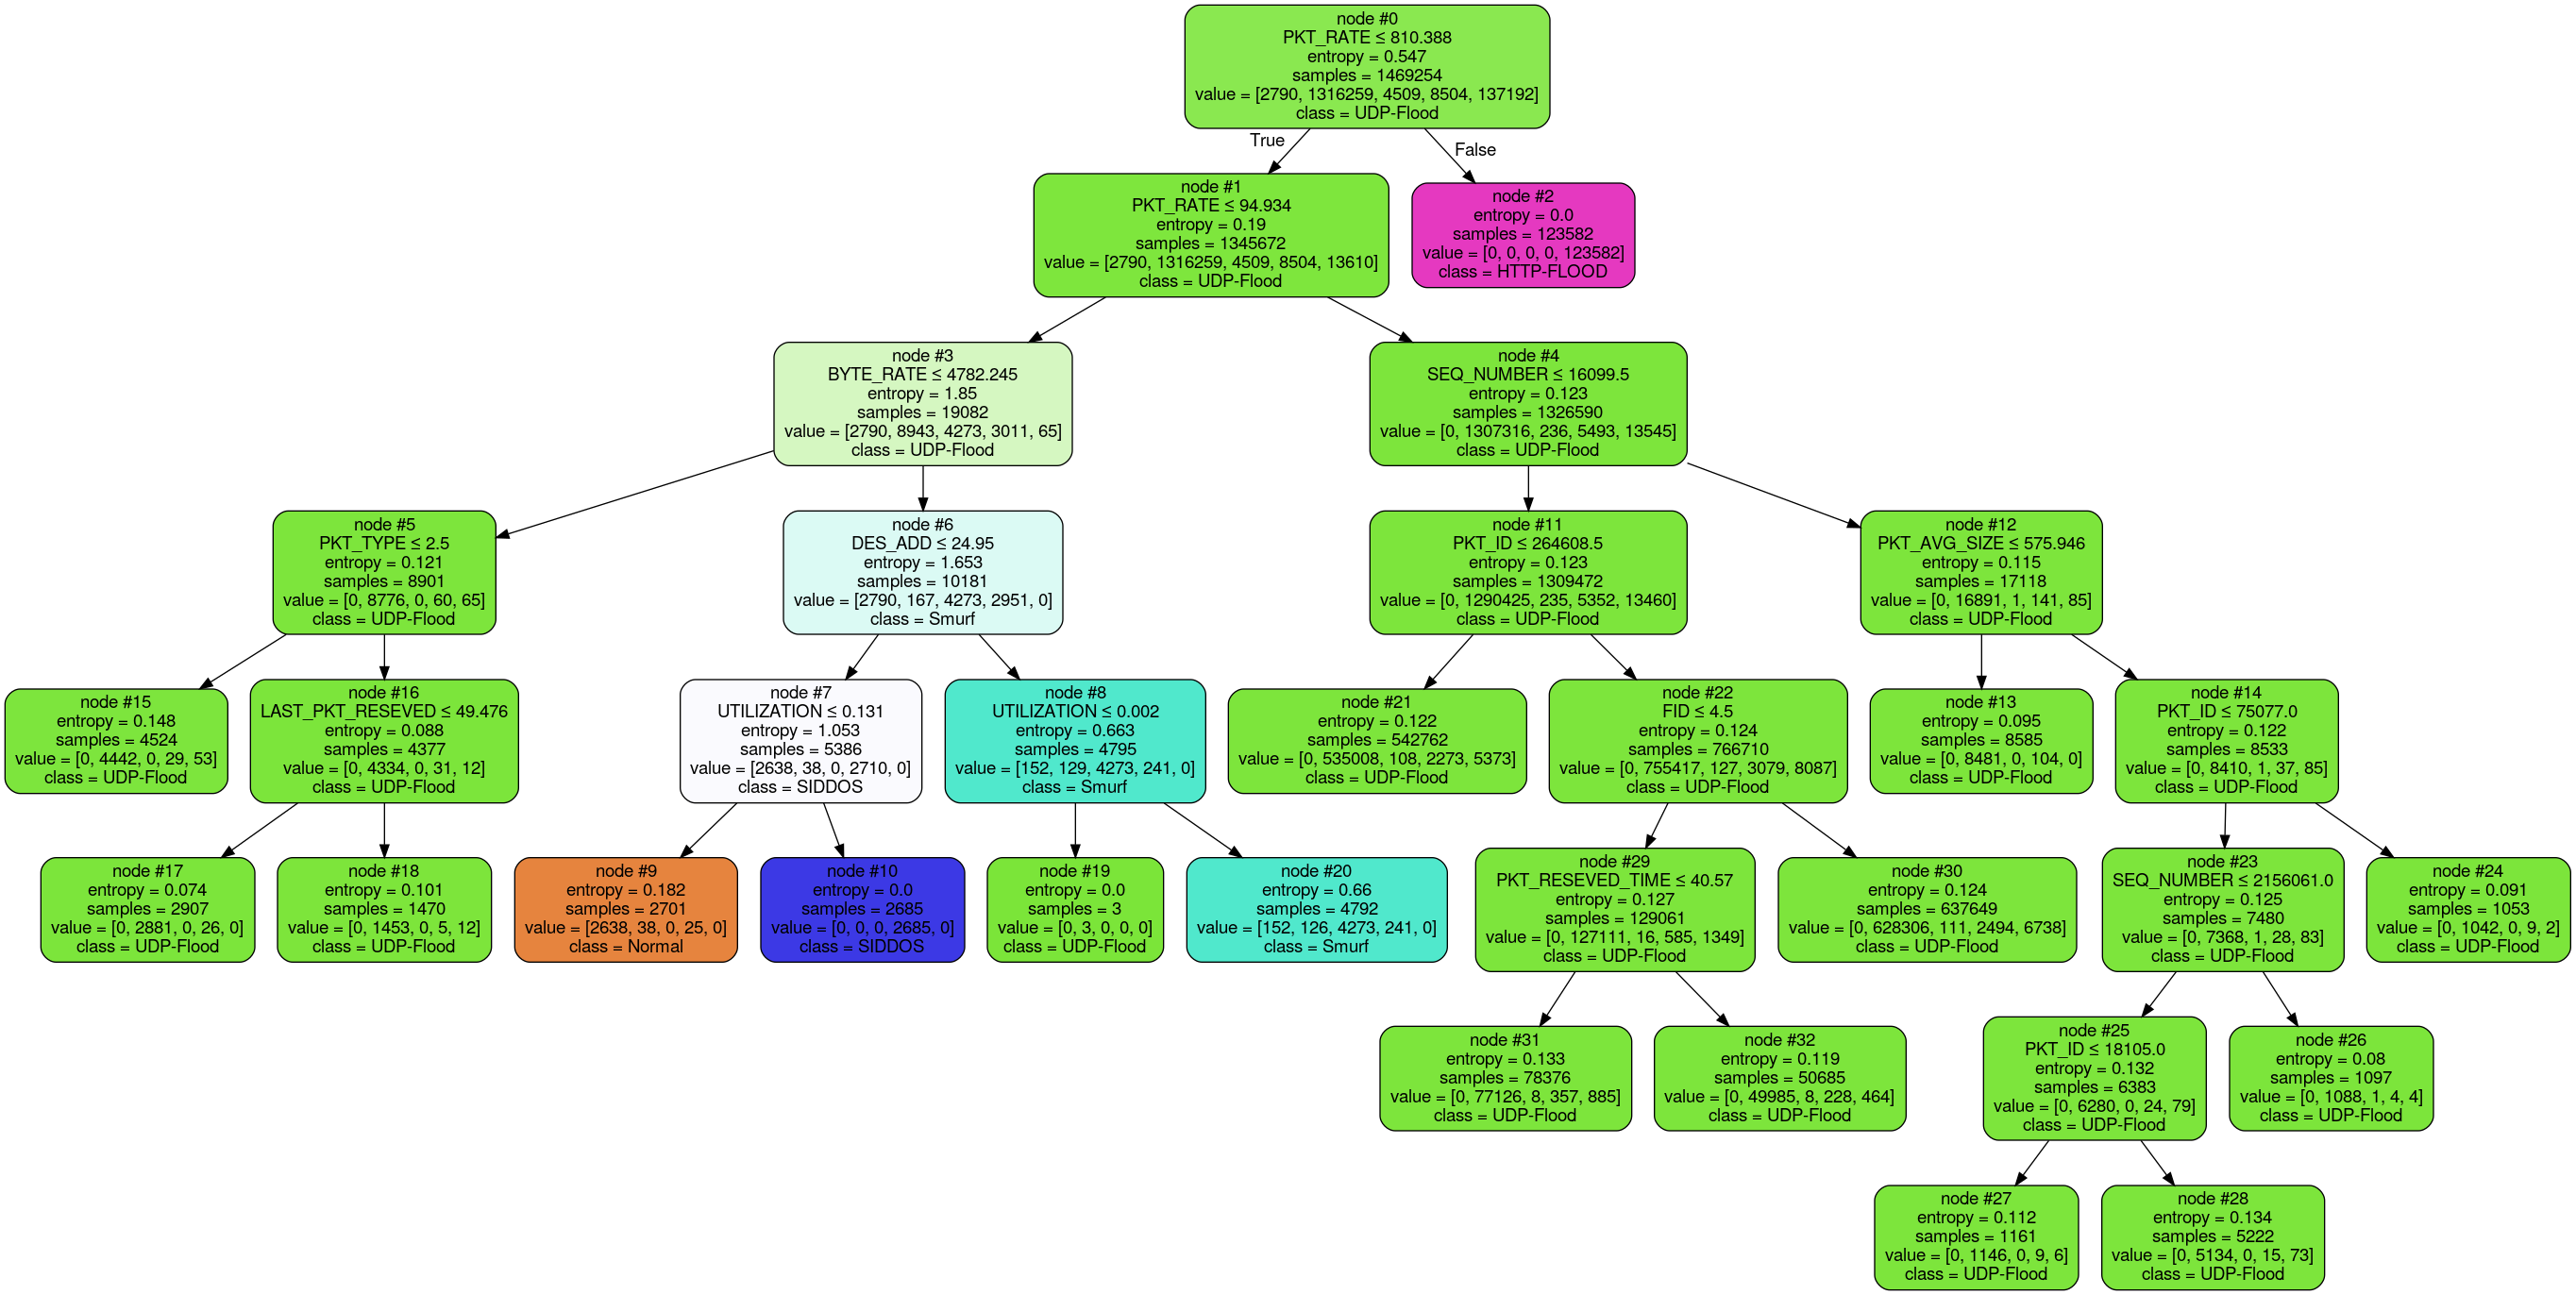 node #0
PKT_RATE ≤ 810.388
entropy = 0.547
samples = 1469254
value = [2790, 1316259, 4509, 8504, 137192]
class = UDP-Flood
True
False
node #1
PKT_RATE ≤ 94.934
entropy = 0.19
samples = 1345672
value = [2790, 1316259, 4509, 8504, 13610]
class = UDP-Flood
node #2
entropy = 0.0
samples = 123582
value = [0, 0, 0, 0, 123582]
class = HTTP-FLOOD
node #3
BYTE_RATE ≤ 4782.245
entropy = 1.85
samples = 19082
value = [2790, 8943, 4273, 3011, 65]
class = UDP-Flood
node #4
SEQ_NUMBER ≤ 16099.5
entropy = 0.123
samples = 1326590
value = [0, 1307316, 236, 5493, 13545]
class = UDP-Flood
node #5
PKT_TYPE ≤ 2.5
entropy = 0.121
samples = 8901
value = [0, 8776, 0, 60, 65]
class = UDP-Flood
node #6
DES_ADD ≤ 24.95
entropy = 1.653
samples = 10181
value = [2790, 167, 4273, 2951, 0]
class = Smurf
node #11
PKT_ID ≤ 264608.5
entropy = 0.123
samples = 1309472
value = [0, 1290425, 235, 5352, 13460]
class = UDP-Flood
node #12
PKT_AVG_SIZE ≤ 575.946
entropy = 0.115
samples = 17118
value = [0, 16891, 1, 141, 85]
class = UDP-Flood
node #15
entropy = 0.148
samples = 4524
value = [0, 4442, 0, 29, 53]
class = UDP-Flood
node #16
LAST_PKT_RESEVED ≤ 49.476
entropy = 0.088
samples = 4377
value = [0, 4334, 0, 31, 12]
class = UDP-Flood
node #7
UTILIZATION ≤ 0.131
entropy = 1.053
samples = 5386
value = [2638, 38, 0, 2710, 0]
class = SIDDOS
node #8
UTILIZATION ≤ 0.002
entropy = 0.663
samples = 4795
value = [152, 129, 4273, 241, 0]
class = Smurf
node #21
entropy = 0.122
samples = 542762
value = [0, 535008, 108, 2273, 5373]
class = UDP-Flood
node #22
FID ≤ 4.5
entropy = 0.124
samples = 766710
value = [0, 755417, 127, 3079, 8087]
class = UDP-Flood
node #13
entropy = 0.095
samples = 8585
value = [0, 8481, 0, 104, 0]
class = UDP-Flood
node #14
PKT_ID ≤ 75077.0
entropy = 0.122
samples = 8533
value = [0, 8410, 1, 37, 85]
class = UDP-Flood
node #17
entropy = 0.074
samples = 2907
value = [0, 2881, 0, 26, 0]
class = UDP-Flood
node #18
entropy = 0.101
samples = 1470
value = [0, 1453, 0, 5, 12]
class = UDP-Flood
node #9
entropy = 0.182
samples = 2701
value = [2638, 38, 0, 25, 0]
class = Normal
node #10
entropy = 0.0
samples = 2685
value = [0, 0, 0, 2685, 0]
class = SIDDOS
node #19
entropy = 0.0
samples = 3
value = [0, 3, 0, 0, 0]
class = UDP-Flood
node #20
entropy = 0.66
samples = 4792
value = [152, 126, 4273, 241, 0]
class = Smurf
node #29
PKT_RESEVED_TIME ≤ 40.57
entropy = 0.127
samples = 129061
value = [0, 127111, 16, 585, 1349]
class = UDP-Flood
node #30
entropy = 0.124
samples = 637649
value = [0, 628306, 111, 2494, 6738]
class = UDP-Flood
node #23
SEQ_NUMBER ≤ 2156061.0
entropy = 0.125
samples = 7480
value = [0, 7368, 1, 28, 83]
class = UDP-Flood
node #24
entropy = 0.091
samples = 1053
value = [0, 1042, 0, 9, 2]
class = UDP-Flood
node #31
entropy = 0.133
samples = 78376
value = [0, 77126, 8, 357, 885]
class = UDP-Flood
node #32
entropy = 0.119
samples = 50685
value = [0, 49985, 8, 228, 464]
class = UDP-Flood
node #25
PKT_ID ≤ 18105.0
entropy = 0.132
samples = 6383
value = [0, 6280, 0, 24, 79]
class = UDP-Flood
node #26
entropy = 0.08
samples = 1097
value = [0, 1088, 1, 4, 4]
class = UDP-Flood
node #27
entropy = 0.112
samples = 1161
value = [0, 1146, 0, 9, 6]
class = UDP-Flood
node #28
entropy = 0.134
samples = 5222
value = [0, 5134, 0, 15, 73]
class = UDP-Flood